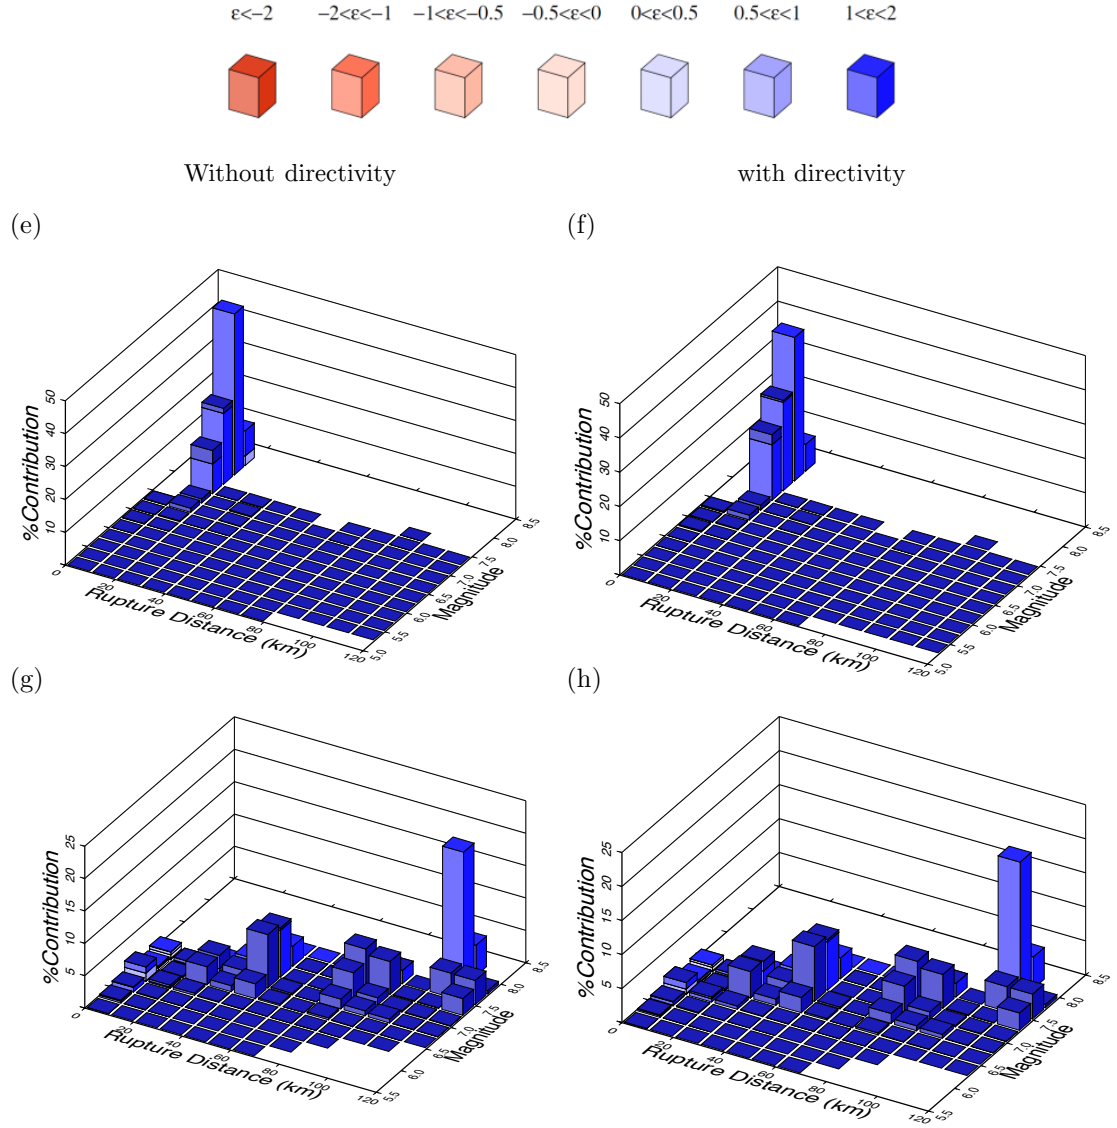 ε<−2 −2<ε<−1 −1<ε<−0.5 −0.5<ε<0 0<ε<0.5 0.5<ε<1 1<ε<2
Without directivity with directivity
(e) (f)
%Contribution
10 20 30 40 50
0 20 40 60 80 100 120
Rupture Distance (km)
5.0 5.5 6.0 6.5 7.0 7.5 8.0 8.5
Magnitude
%Contribution
10 20 30 40 50
0 20 40 60 80 100 120
Rupture Distance (km)
5.0 5.5 6.0 6.5 7.0 7.5 8.0 8.5
Magnitude
(g) (h)
%Contribution
5 10 15 20 25
0 20 40 60 80 100 120
Rupture Distance (km)
5.5 6.0 6.5 7.0 7.5 8.0 8.5
Magnitude
%Contribution
5 10 15 20 25
0 20 40 60 80 100 120
Rupture Distance (km)
5.5 6.0 6.5 7.0 7.5 8.0 8.5
Magnitude